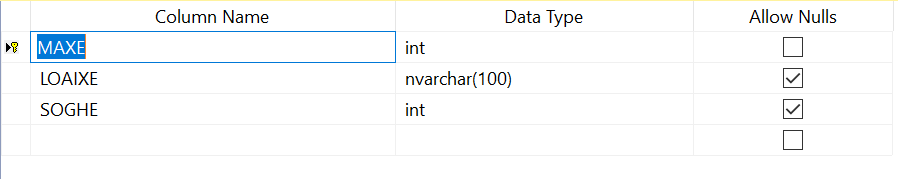 Column Name Data Type Allow Nulls
MAXE int
LOAIXE nvarchar(100)
SOGHE int